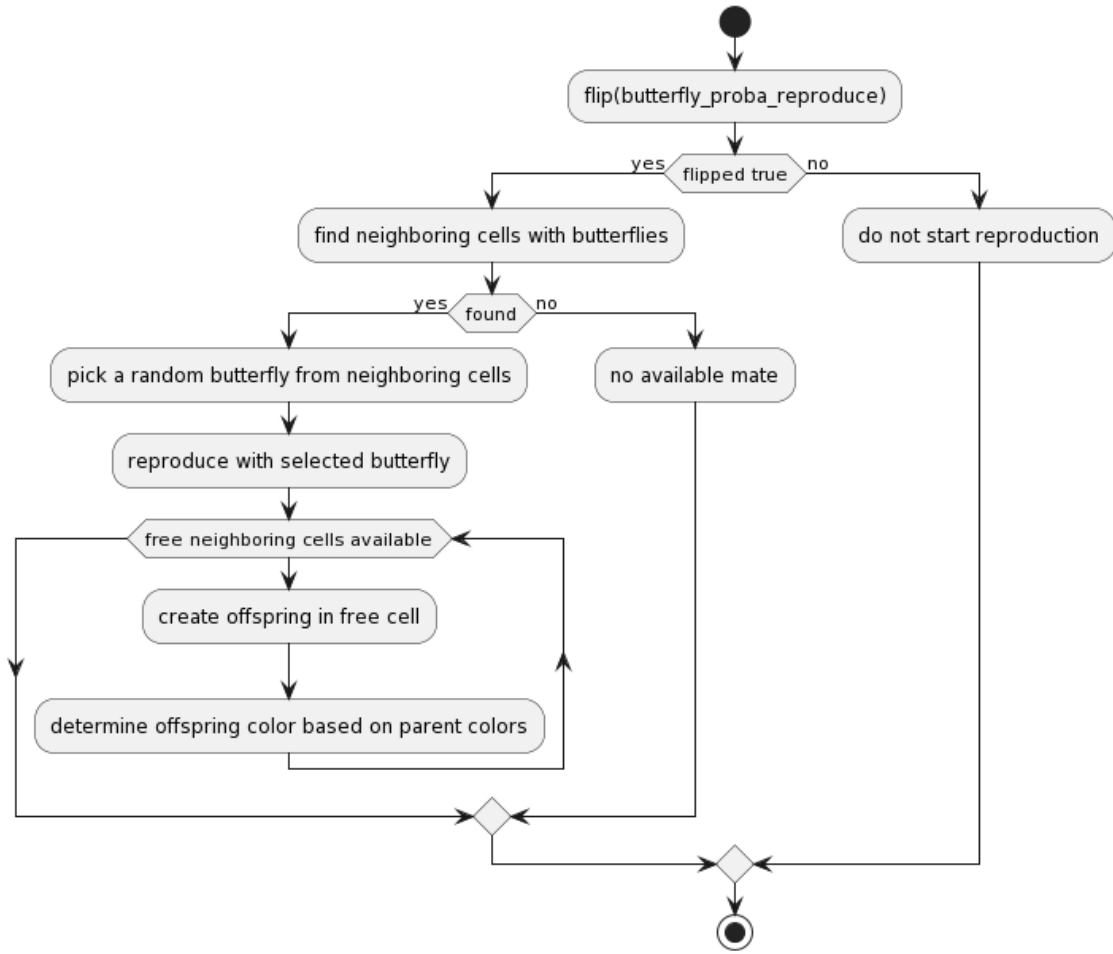 flip(butterfly_proba_reproduce)
yes
flipped true
no
find neighboring cells with butterflies
do not start reproduction
yes
found
no
pick a random butterfly from neighboring cells
no available mate
reproduce with selected butterfly
free neighboring cells available
create offspring in free cell
determine offspring color based on parent colors